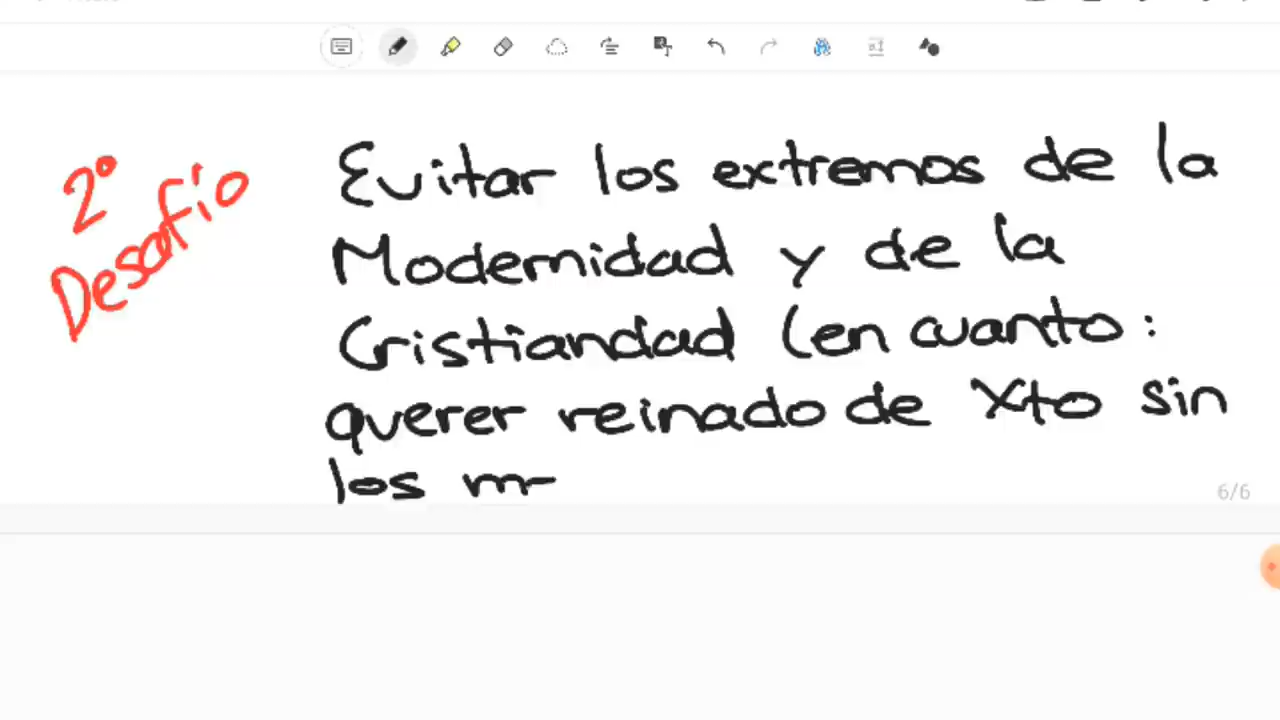 2º
Desafío
Evitar los extremos de la
Modernidad y de la
Cristiandad (en cuanto:
querer reinado de Xto sin
los m
6/6